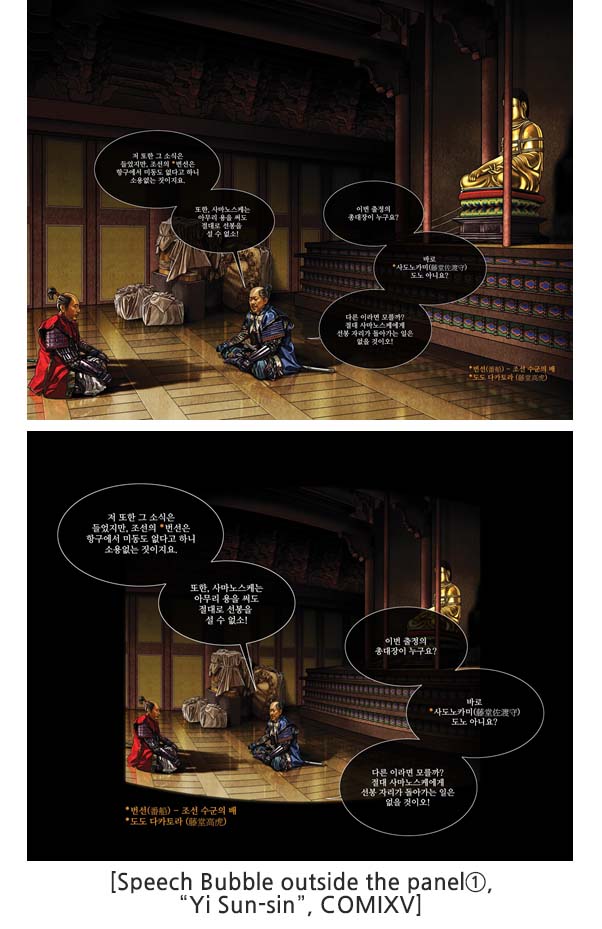 저 또한 그 소식은
들었지만, 조선의 *번선은
항구에서 미동도 없다고 하니
소용없는 짓이지요.
또한, 사마노스케는
아무리 용을 써도
절대로 선봉을
설 수 없소!
이번 출정의
총대장이 누구요?
바로
*사도노카미(藤堂佐渡守)
도노 아니요?
다른 이라면 모를까?
절대 사마노스케에게
선봉 자리가 돌아가는 일은
없을 것이오!
*번선(番船) – 조선 수군의 배
*도도 다카토라 (藤堂高虎)
저 또한 그 소식은
들었지만, 조선의 *번선은
항구에서 미동도 없다고 하니
소용없는 짓이지요.
또한, 사마노스케는
아무리 용을 써도
절대로 선봉을
설 수 없소!
이번 출정의
총대장이 누구요?
바로
*사도노카미(藤堂佐渡守)
도노 아니요?
다른 이라면 모를까?
절대 사마노스케에게
선봉 자리가 돌아가는 일은
없을 것이오!
*번선(番船) – 조선 수군의 배
*도도 다카토라 (藤堂高虎)
[Speech Bubble outside the panel①,
“Yi Sun-sin”, COMIXV]